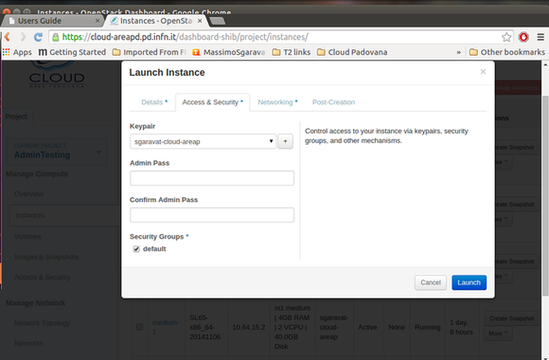 Instances - OpenStack Dashboard - Google Chrome
Users Guide
Instances - OpenStac
https://cloud-areapd.pd.infn.it/dashboard-shib/project/instances/
Apps
Getting Started
Imported From Fi
MassimoSgarava
T2 links
Cloud Padovana
»
Other bookmarks
CLOUD
Launch Instance
×
Details *
Access & Security *
Networking *
Post-Creation
Keypair
sgaravat-cloud-areap
+
Control access to your instance via keypairs, security
groups, and other mechanisms.
Admin Pass
Confirm Admin Pass
Security Groups *
default
Cancel
Launch
Project
CURRENT PROJECT
AdminTesting
Manage Compute
Overview
Instances
Volumes
Images & Snapshots
Access & Security
Manage Network
Network Topology
Networks
Create Snapshot
More
Create Snapshot
medium-
SL65-
x86_64-
20141106
10.64.15.2
m1.medium
| 4GB RAM
| 2 VCPU |
40.0GB
Disk
sgaravat-
cloud-
areap
Active
None
Running
1 day,
8 hours
Create Snapshot
More